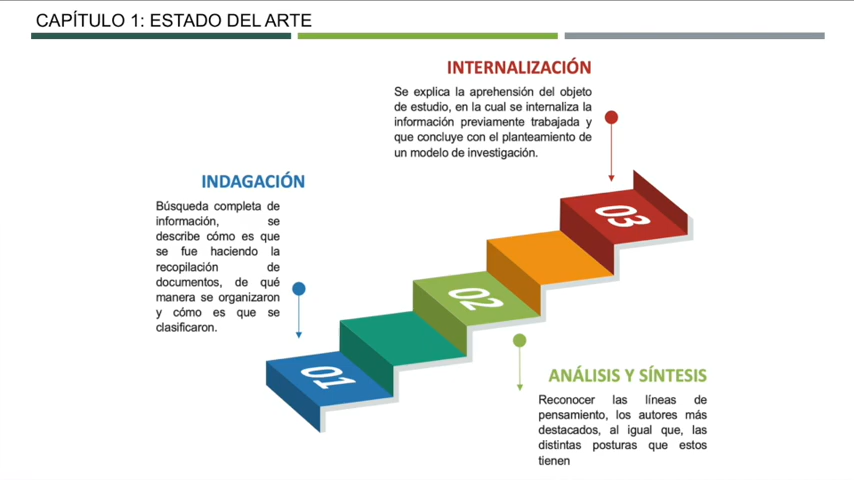 CAPÍTULO 1: ESTADO DEL ARTE
INTERNALIZACIÓN
Se explica la aprehensión del objeto
de estudio, en la cual se internaliza la
información previamente trabajada y
que concluye con el planteamiento de
un modelo de investigación.
INDAGACIÓN
Búsqueda completa de
información, se
describe cómo es que
se fue haciendo la
recopilación de
documentos, de qué
manera se organizaron
y cómo es que se
clasificaron.
03
02
01
ANÁLISIS Y SÍNTESIS
Reconocer las líneas de
pensamiento, los autores más
destacados, al igual que, las
distintas posturas que estos
tienen